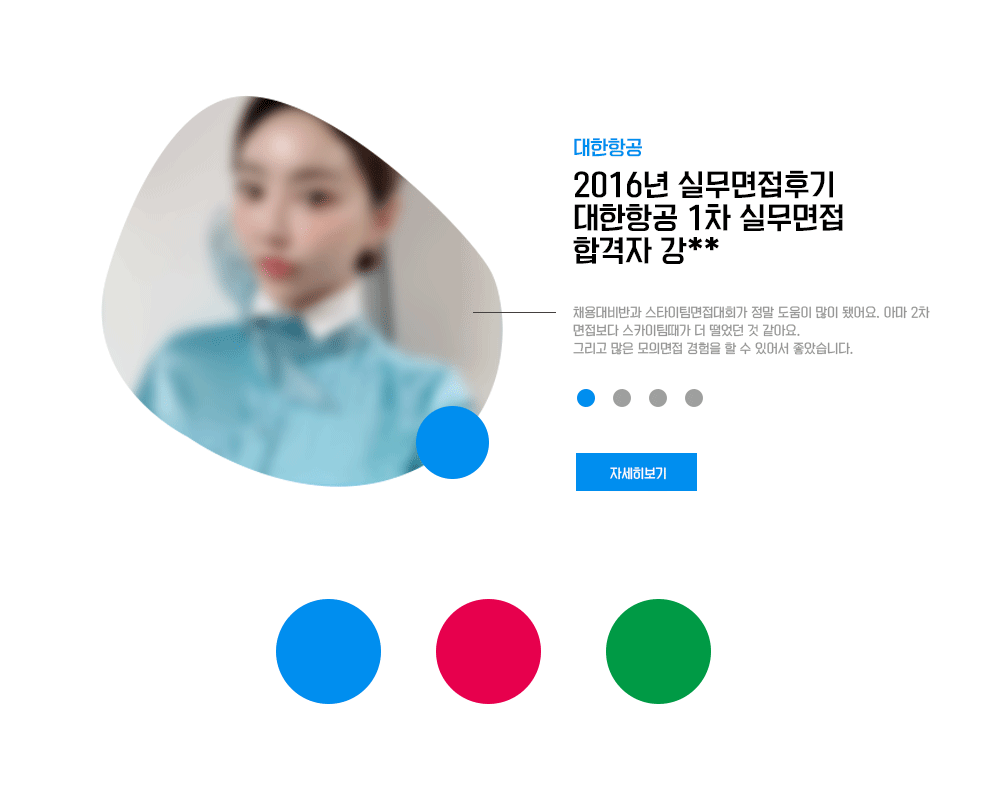 대한항공
2016년 실무면접후기
대한항공 1차 실무면접
합격자 강**
채용대비반과 스타이팀면접대회가 정말 도움이 많이 됐어요. 아마 2차
면접보다 스카이팀때가 더 떨었던 것 같아요.
그리고 많은 모의면접 경험을 할 수 있어서 좋았습니다.
자세히보기